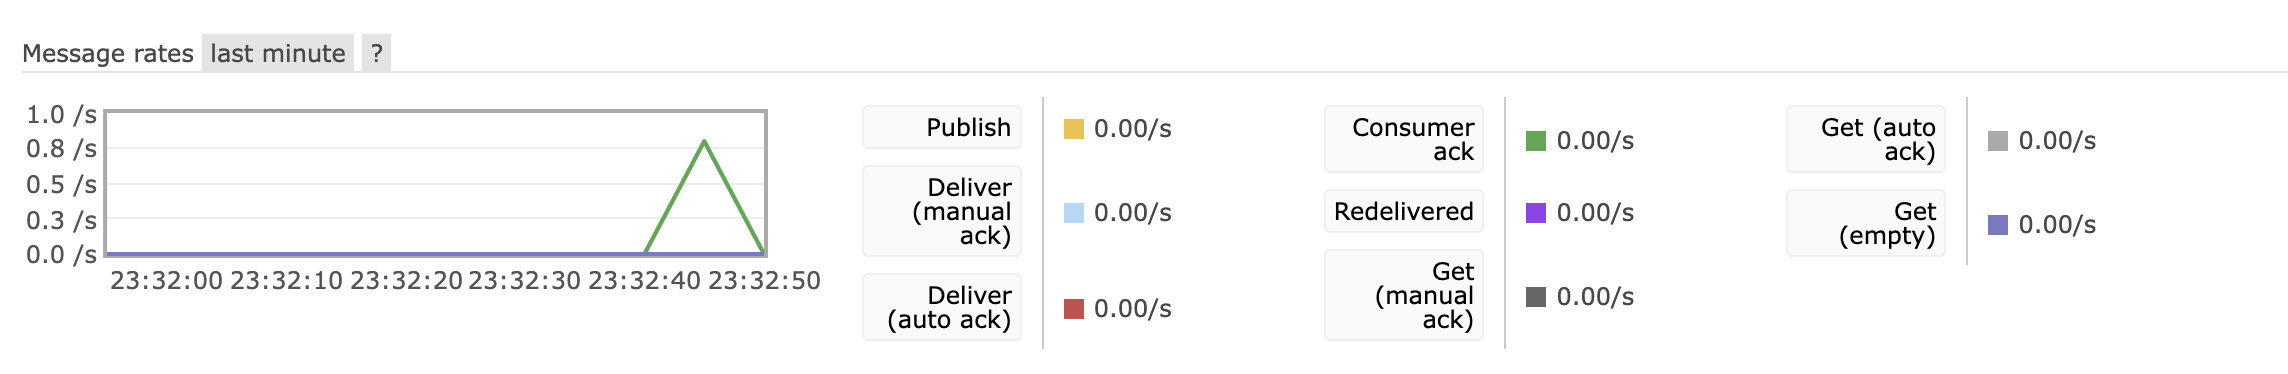 Message rates last minute ?
1.0 /s
0.8 /s
0.5 /s
0.3 /s
0.0 /s
23:32:00 23:32:10 23:32:20 23:32:30 23:32:40 23:32:50
Publish
0.00/s
Deliver
(manual
ack)
0.00/s
Deliver
(auto ack)
0.00/s
Consumer
ack
0.00/s
Redelivered
0.00/s
Get
(manual
ack)
0.00/s
Get (auto
ack)
0.00/s
Get
(empty)
0.00/s